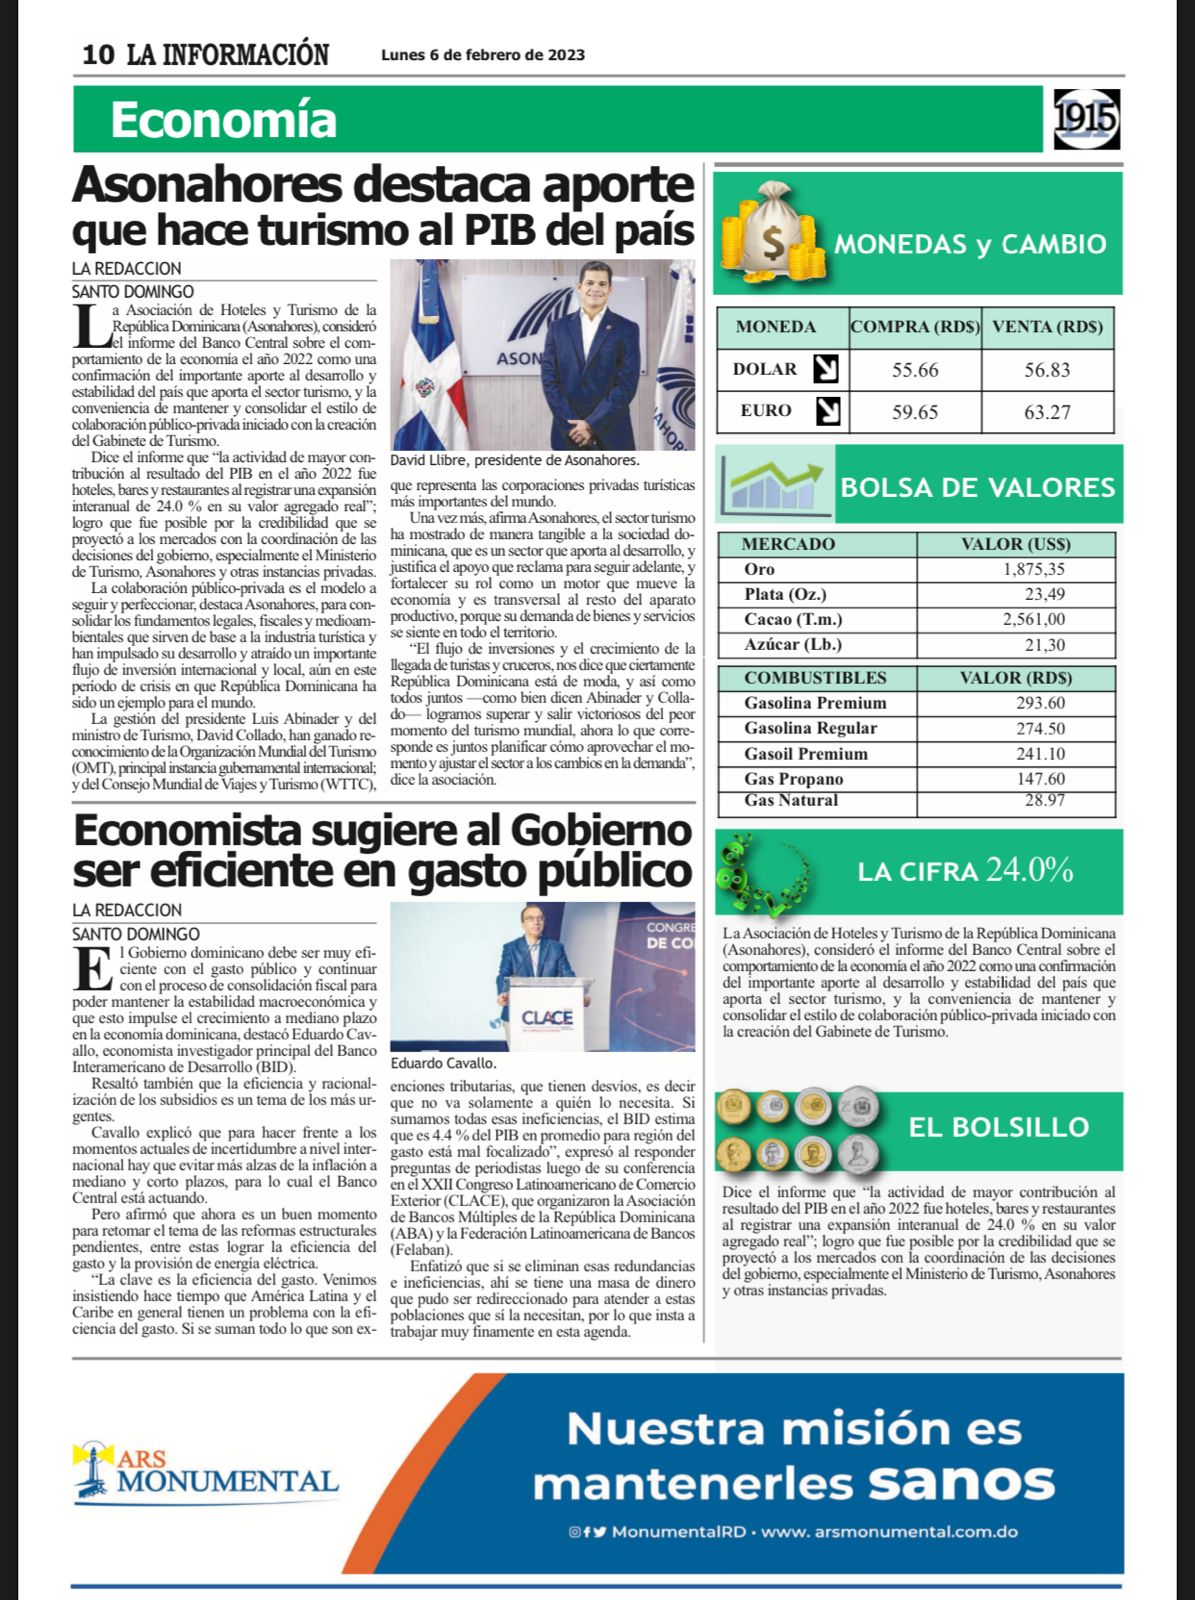 10 LA INFORMACIÓN
Lunes 6 de febrero de 2023
Economía
1915
Asonahores destaca aporte
que hace turismo al PIB del país
LA REDACCION
SANTO DOMINGO
La Asociación de Hoteles y Turismo de la
República Dominicana (Asonahores), consideró
el informe del Banco Central sobre el com-
portamiento de la economía el año 2022 como una
confirmación del importante aporte al desarrollo y
estabilidad del país que aporta el sector turismo, y la
conveniencia de mantener y consolidar el estilo de
colaboración público-privada iniciado con la creación
del Gabinete de Turismo.
Dice el informe que “la actividad de mayor con-
tribución al resultado del PIB en el año 2022 fue
hoteles, bares y restaurantes al registrar una expansión
interanual de 24.0 % en su valor agregado real”;
logro que fue posible por la credibilidad que se
proyectó a los mercados con la coordinación de las
decisiones del gobierno, especialmente el Ministerio
de Turismo, Asonahores y otras instancias privadas.
La colaboración público-privada es el modelo a
seguir y perfeccionar, destaca Asonahores, para con-
solidar los fundamentos legales, fiscales y medioam-
bientales que sirven de base a la industria turística y
han impulsado su desarrollo y atraído un importante
flujo de inversión internacional y local, aún en este
período de crisis en que República Dominicana ha
sido un ejemplo para el mundo.
La gestión del presidente Luis Abinader y del
ministro de Turismo, David Collado, han ganado re-
conocimiento de la Organización Mundial del Turismo
(OMT), principal instancia gubernamental internacional;
y del Consejo Mundial de Viajes y Turismo (WTTC),
ASON
AHOR
David Llibre, presidente de Asonahores.
que representa las corporaciones privadas turísticas
más importantes del mundo.
Una vez más, afirma Asonahores, el sector turismo
ha mostrado de manera tangible a la sociedad do-
minicana, que es un sector que aporta al desarrollo, y
justifica el apoyo que reclama para seguir adelante, y
fortalecer su rol como un motor que mueve la
economía y es transversal al resto del aparato
productivo, porque su demanda de bienes y servicios
se siente en todo el territorio.
“El flujo de inversiones y el crecimiento de la
llegada de turistas y cruceros, nos dice que ciertamente
República Dominicana está de moda, y así como
todos juntos —como bien dicen Abinader y Colla-
do— logramos superar y salir victoriosos del peor
momento del turismo mundial, ahora lo que corre-
sponde es juntos planificar cómo aprovechar el mo-
mento y ajustar el sector a los cambios en la demanda”,
dice la asociación.
Economista sugiere al Gobierno
ser eficiente en gasto público
LA REDACCION
SANTO DOMINGO
El Gobierno dominicano debe ser muy efi-
ciente con el gasto público y continuar
con el proceso de consolidación fiscal para
poder mantener la estabilidad macroeconómica y
que esto impulse el crecimiento a mediano plazo
en la economía dominicana, destacó Eduardo Cav-
allo, economista investigador principal del Banco
Interamericano de Desarrollo (BID).
Resaltó también que la eficiencia y racional-
ización de los subsidios es un tema de los más ur-
gentes.
Cavallo explicó que para hacer frente a los
momentos actuales de incertidumbre a nivel inter-
nacional hay que evitar más alzas de la inflación a
mediano y corto plazos, para lo cual el Banco
Central está actuando.
Pero afirmó que ahora es un buen momento
para retomar el tema de las reformas estructurales
pendientes, entre estas lograr la eficiencia del
gasto y la provisión de energía eléctrica.
“La clave es la eficiencia del gasto. Venimos
insistiendo hace tiempo que América Latina y el
Caribe en general tienen un problema con la efi-
ciencia del gasto. Si se suman todo lo que son ex-
CONGRE
DE CO
CLACE
Eduardo Cavallo.
enciones tributarias, que tienen desvíos, es decir
que no va solamente a quién lo necesita. Si
sumamos todas esas ineficiencias, el BID estima
que es 4.4 % del PIB en promedio para región del
gasto está mal focalizado”, expresó al responder
preguntas de periodistas luego de su conferencia
en el XXII Congreso Latinoamericano de Comercio
Exterior (CLACE), que organizaron la Asociación
de Bancos Múltiples de la República Dominicana
(ABA) y la Federación Latinoamericana de Bancos
(Felaban).
Enfatizó que si se eliminan esas redundancias
e ineficiencias, ahí se tiene una masa de dinero
que pudo ser redireccionado para atender a estas
poblaciones que sí la necesitan, por lo que insta a
trabajar muy finamente en esta agenda.
MONEDAS y CAMBIO
MONEDA COMPRA (RD$) VENTA (RD$)
DOLAR 55.66 56.83
EURO 59.65 63.27
BOLSA DE VALORES
MERCADO VALOR (US$)
Oro 1,875,35
Plata (Oz.) 23,49
Cacao (T.m.) 2,561,00
Azúcar (Lb.) 21,30
COMBUSTIBLES VALOR (RD$)
Gasolina Premium 293.60
Gasolina Regular 274.50
Gasoil Premium 241.10
Gas Propano 147.60
Gas Natural 28.97
LA CIFRA 24.0%
La Asociación de Hoteles y Turismo de la República Dominicana
(Asonahores), consideró el informe del Banco Central sobre el
comportamiento de la economía el año 2022 como una confirmación
del importante aporte al desarrollo y estabilidad del país que
aporta el sector turismo, y la conveniencia de mantener y
consolidar el estilo de colaboración público-privada iniciado con
la creación del Gabinete de Turismo.
EL BOLSILLO
Dice el informe que “la actividad de mayor contribución al
resultado del PIB en el año 2022 fue hoteles, bares y restaurantes
al registrar una expansión interanual de 24.0 % en su valor
agregado real”; logro que fue posible por la credibilidad que se
proyectó a los mercados con la coordinación de las decisiones
del gobierno, especialmente el Ministerio de Turismo, Asonahores
y otras instancias privadas.
ARS
MONUMENTAL
Nuestra misión es
mantenerles sanos
MonumentalRD • www. arsmonumental.com.do